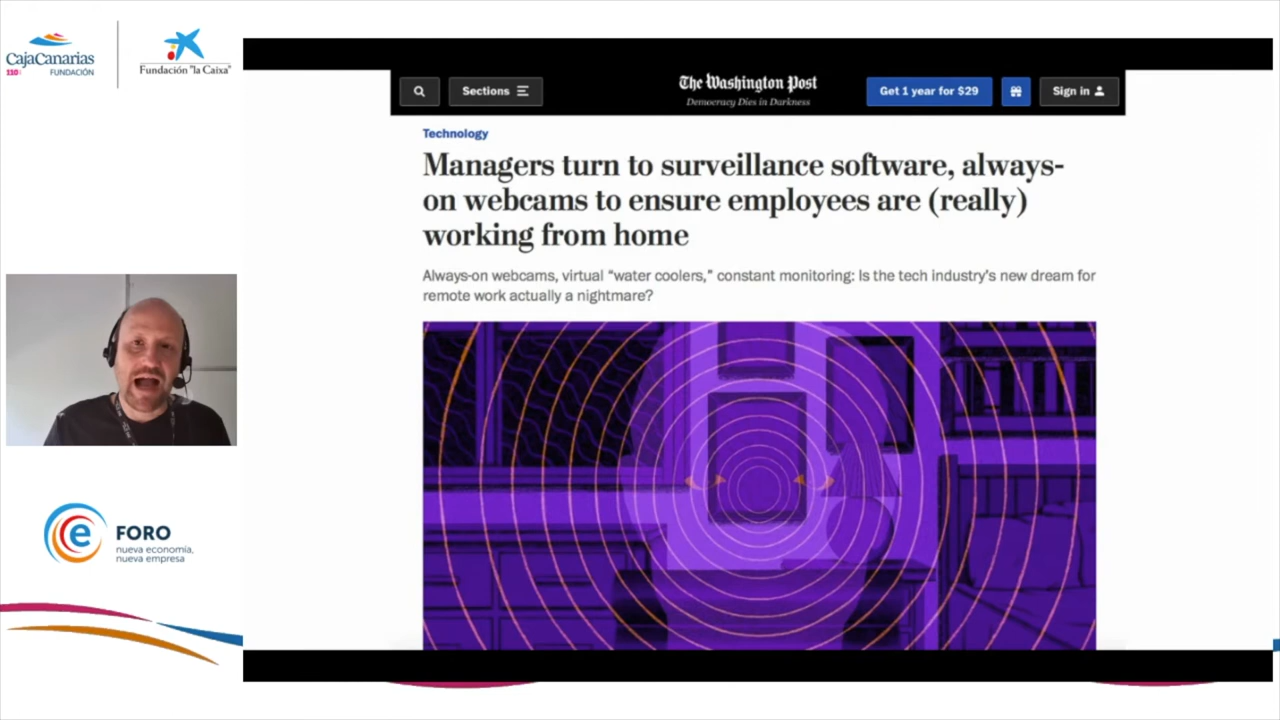 CajaCanarias
110
FUNDACIÓN
Fundación "la Caixa"
Sections
The Washington Post
Democracy Dies in Darkness
Get 1 year for $29
Sign in
Technology
Managers turn to surveillance software, always-
on webcams to ensure employees are (really)
working from home
Always-on webcams, virtual “water coolers,” constant monitoring: Is the tech industry’s new dream for
remote work actually a nightmare?
e
FORO
nueva economía,
nueva empresa